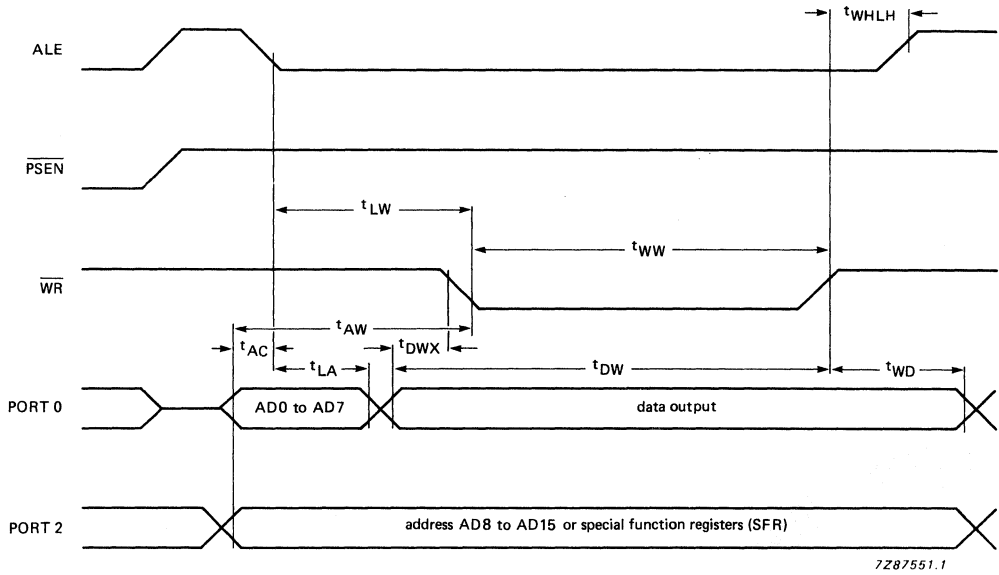 tWHLH
ALE
PSEN
tLW
tWW
WR
tAW
tAC
tDWX
tLA
tDW
tWD
PORT 0
AD0 to AD7
data output
PORT 2
address AD8 to AD15 or special function registers (SFR)
7Z87551.1